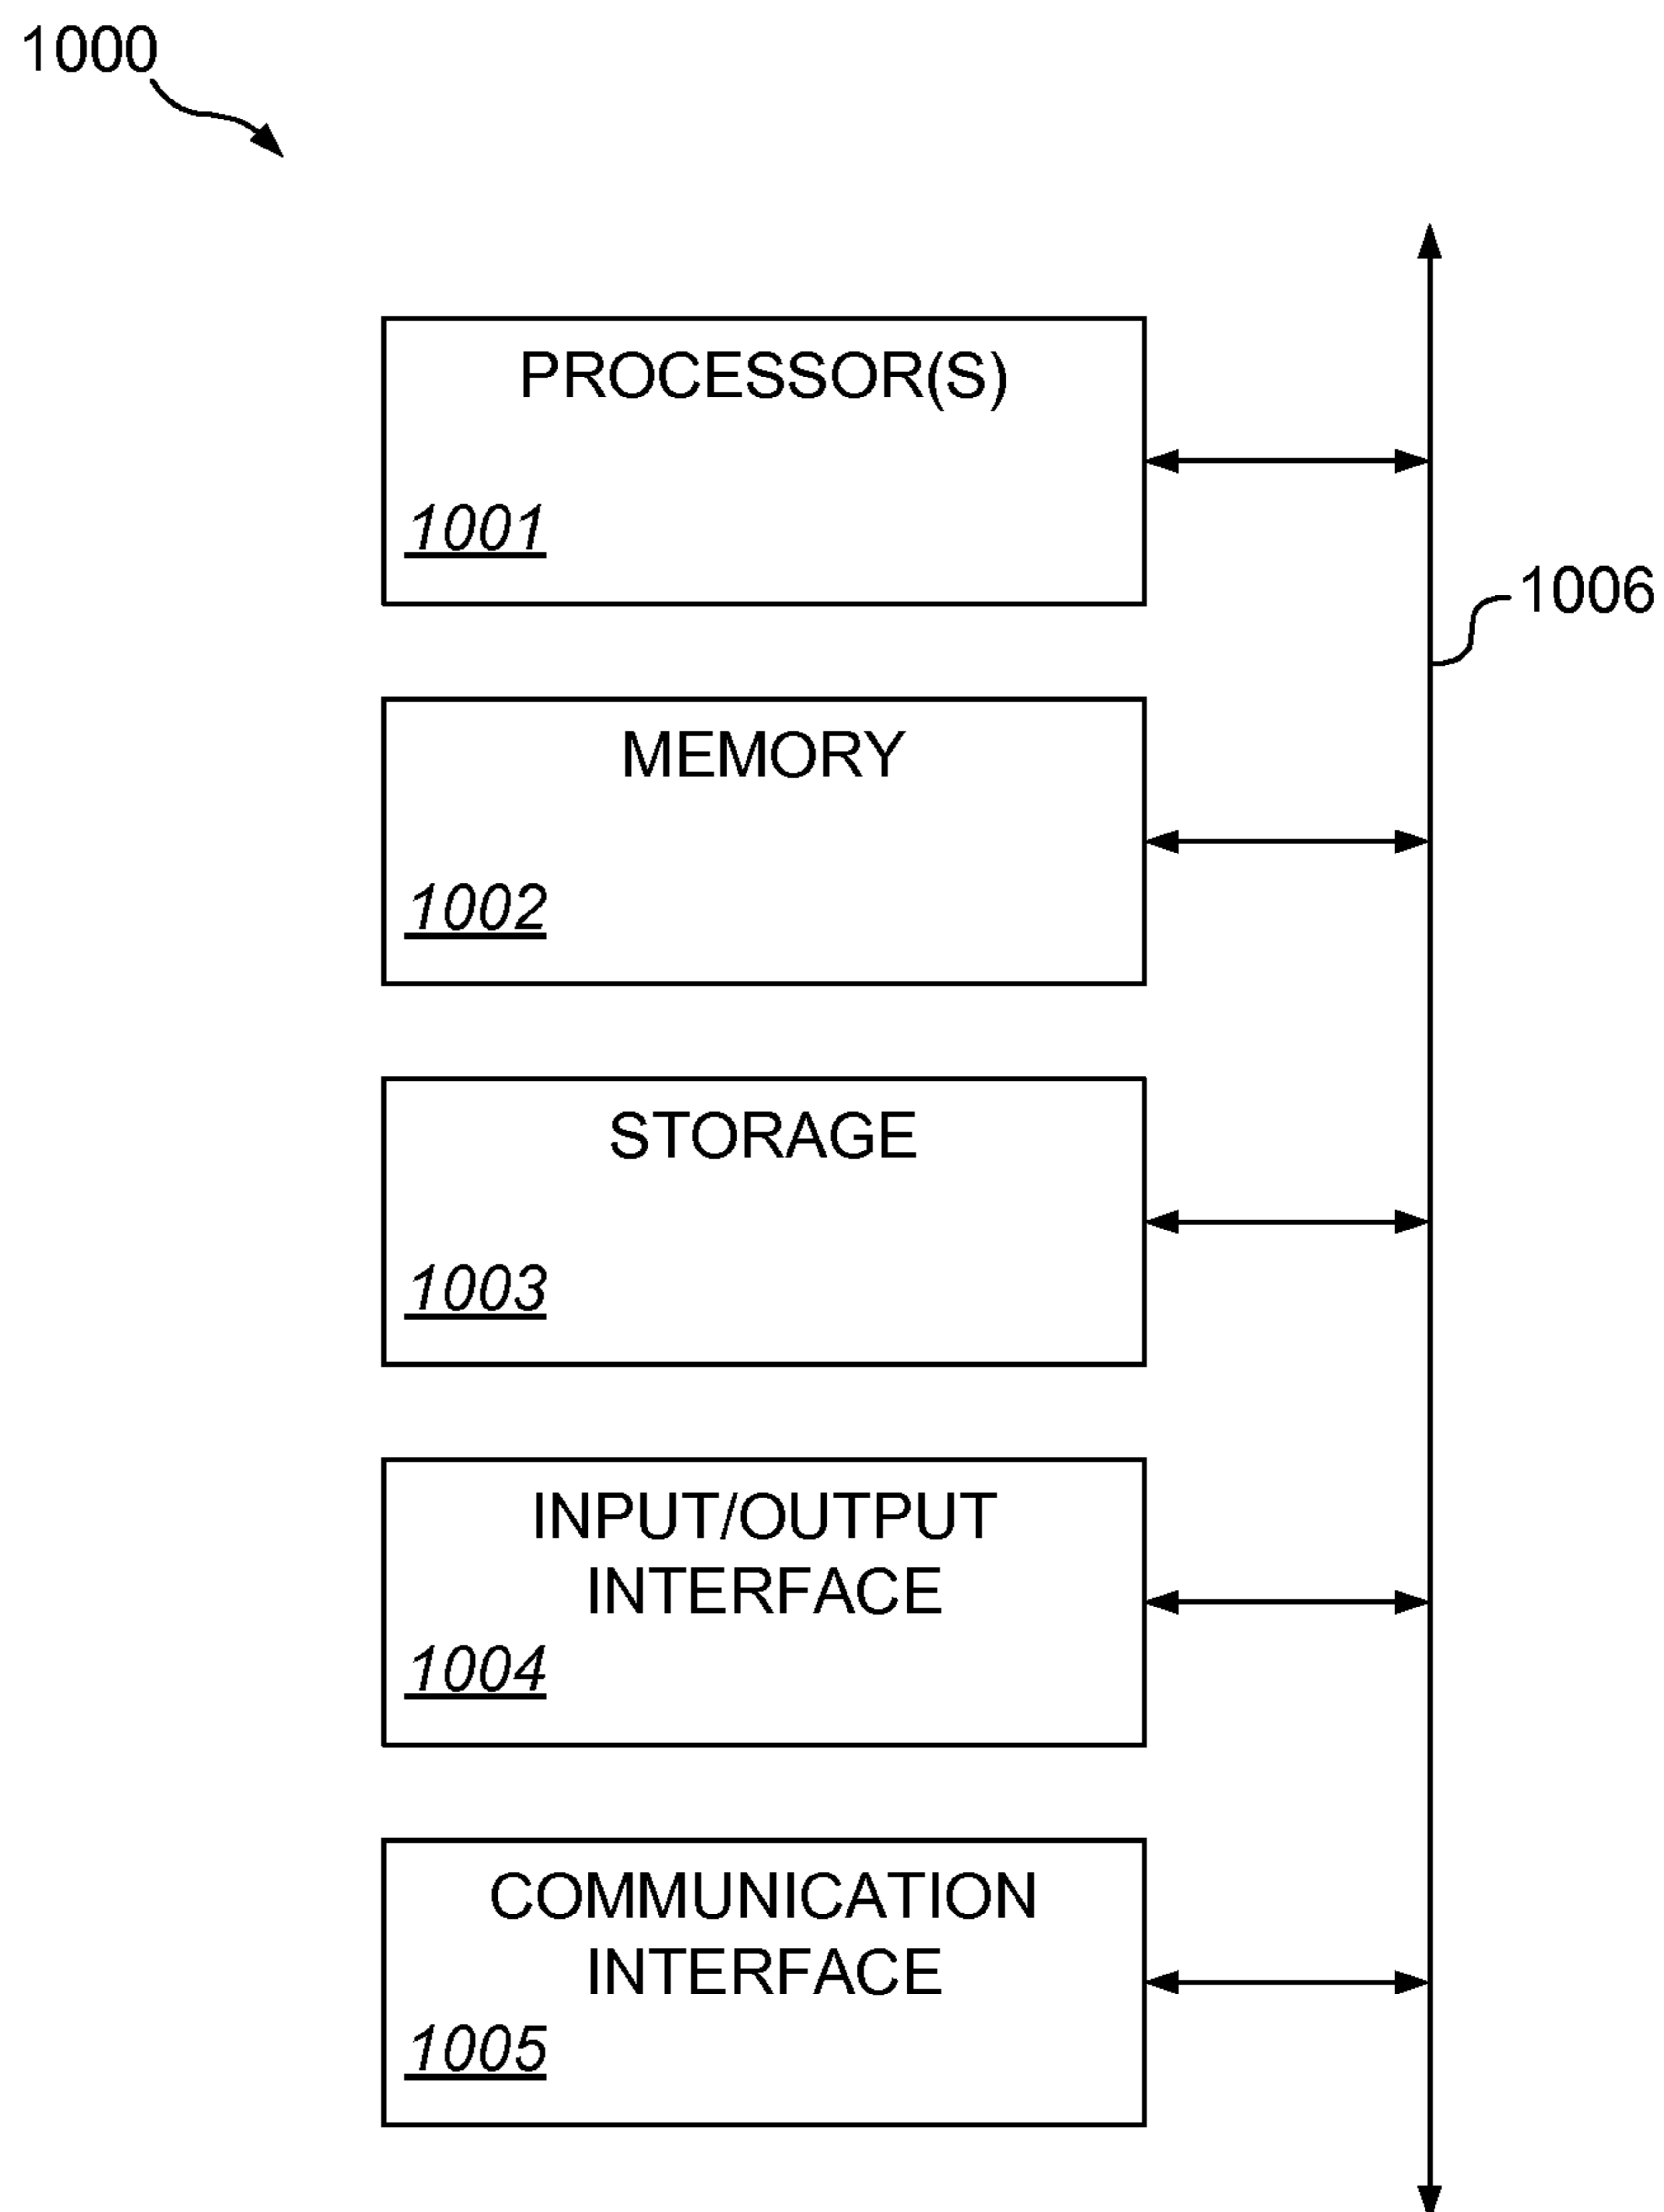 1000
PROCESSOR(S)
1001
1006
MEMORY
1002
STORAGE
1003
INPUT/OUTPUT
INTERFACE
1004
COMMUNICATION
INTERFACE
1005